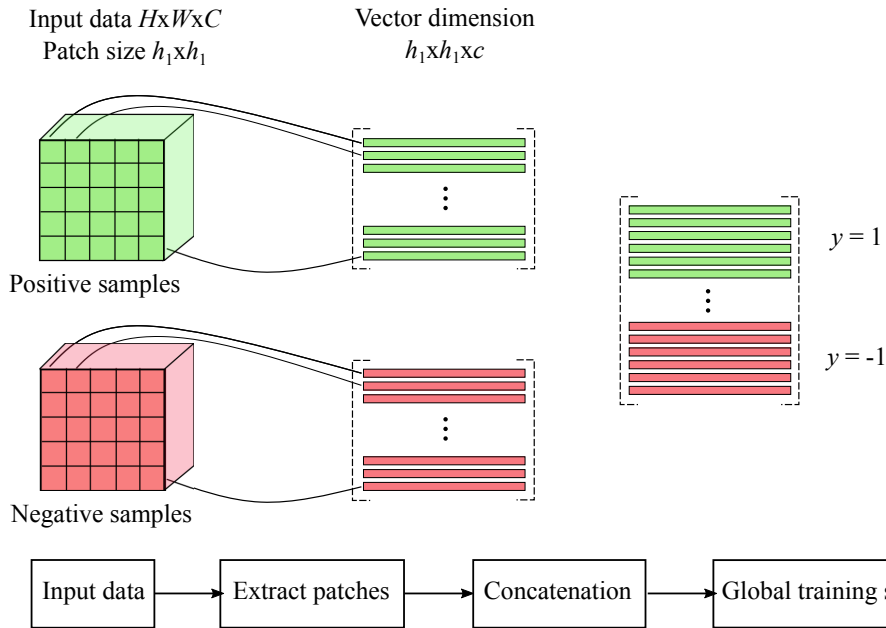 Input data HxWxC
Patch size h₁xh₁
Vector dimension
h₁xh₁xc
Positive samples
y = 1
y = -1
Negative samples
Input data
Extract patches
Concatenation
Global training s